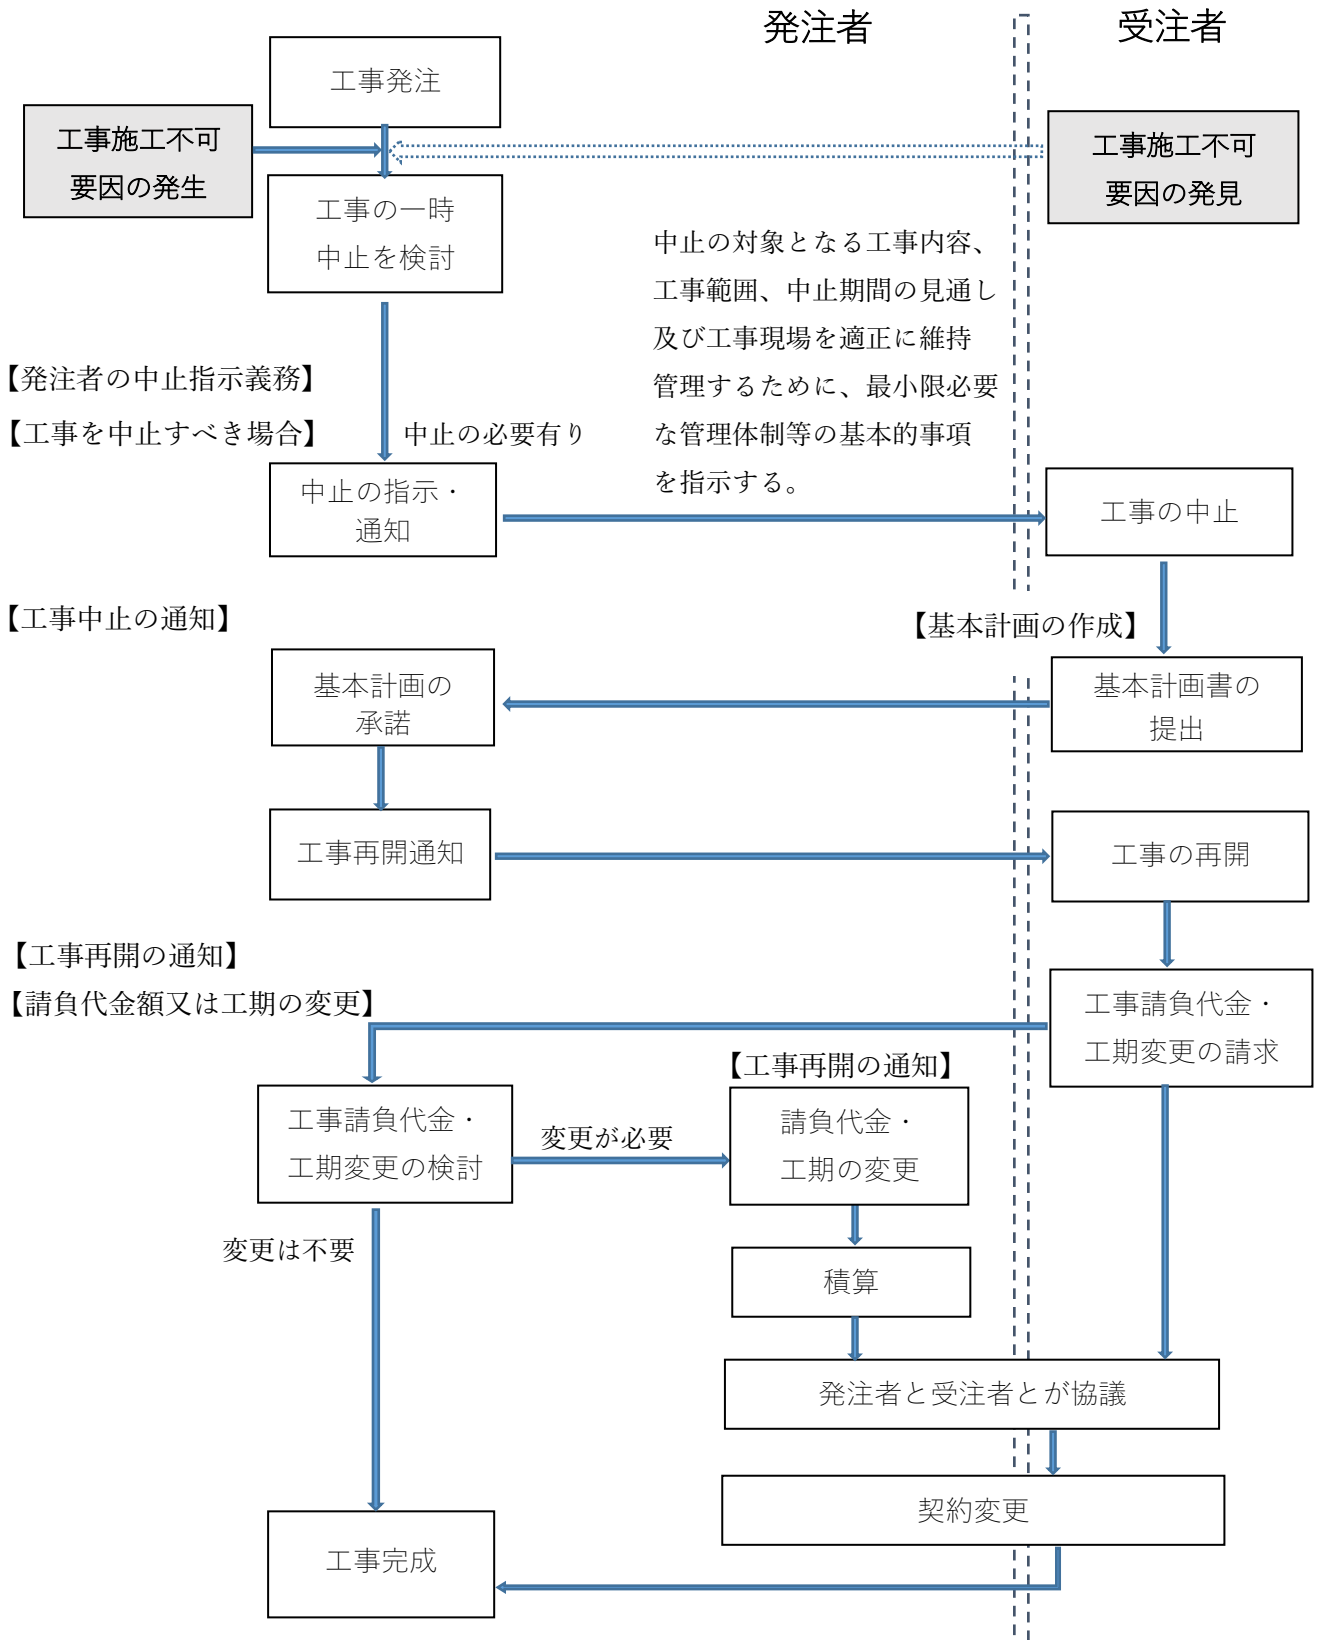 発注者
受注者
工事発注
工事施工不可
要因の発生
工事施工不可
要因の発見
工事の一時
中止を検討
中止の対象となる工事内容、
工事範囲、中止期間の見通し
及び工事現場を適正に維持
管理するために、最小限必要
な管理体制等の基本的事項
を指示する。
【発注者の中止指示義務】
【工事を中止すべき場合】
中止の必要有り
中止の指示・
通知
工事の中止
【工事中止の通知】
【基本計画の作成】
基本計画の
承諾
基本計画書の
提出
工事再開通知
工事の再開
【工事再開の通知】
【請負代金額又は工期の変更】
工事請負代金・
工期変更の請求
【工事再開の通知】
工事請負代金・
工期変更の検討
変更が必要
請負代金・
工期の変更
変更は不要
積算
発注者と受注者とが協議
契約変更
工事完成